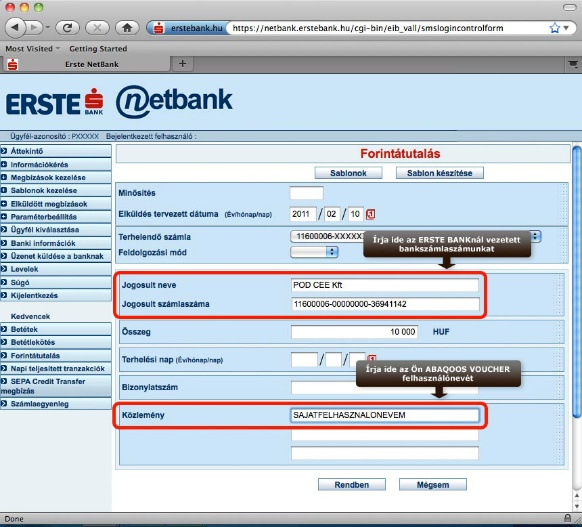 erstebank.hu
https://netbank.erstebank.hu/cgi-bin/eib_vall/smslogincontrolform
Most Visited
Getting Started
Erste NetBank
ERSTE BANK netbank
Ügyfél-azonosító : PXXXXX Bejelentkezett felhasználó :
Áttekintő
Információkérés
Megbízások kezelése
Sablonok kezelése
Elküldött megbízások
Paraméterbeállítás
Ügyfél kiválasztása
Banki információk
Üzenet küldése a banknak
Levelek
Súgó
Kijelentkezés
Kedvencek
Betétek
Betétlekötés
Forintátutalás
Napi teljesített tranzakciók
SEPA Credit Transfer
megbízás
Számlaegyenleg
Forintátutalás
Sablonok Sablon készítése
Minősítés
Elküldés tervezett dátuma (Év/hónap/nap) 2011 / 02 / 10
Terhelendő számla 11600006-XXXXX
Feldolgozási mód
Írja ide az ERSTE BANKnál vezetett
bankszámlaszámunkat
Jogosult neve POD CEE Kft
Jogosult számlaszáma 11600006-00000000-36941142
Összeg 10 000 HUF
Terhelési nap (Év/hónap/nap) / /
Írja ide az Ön ABAQOOS VOUCHER
felhasználónevét
Bizonylatszám
Közlemény SAJATFELHASZNALONEVEM
Rendben Mégsem
Done